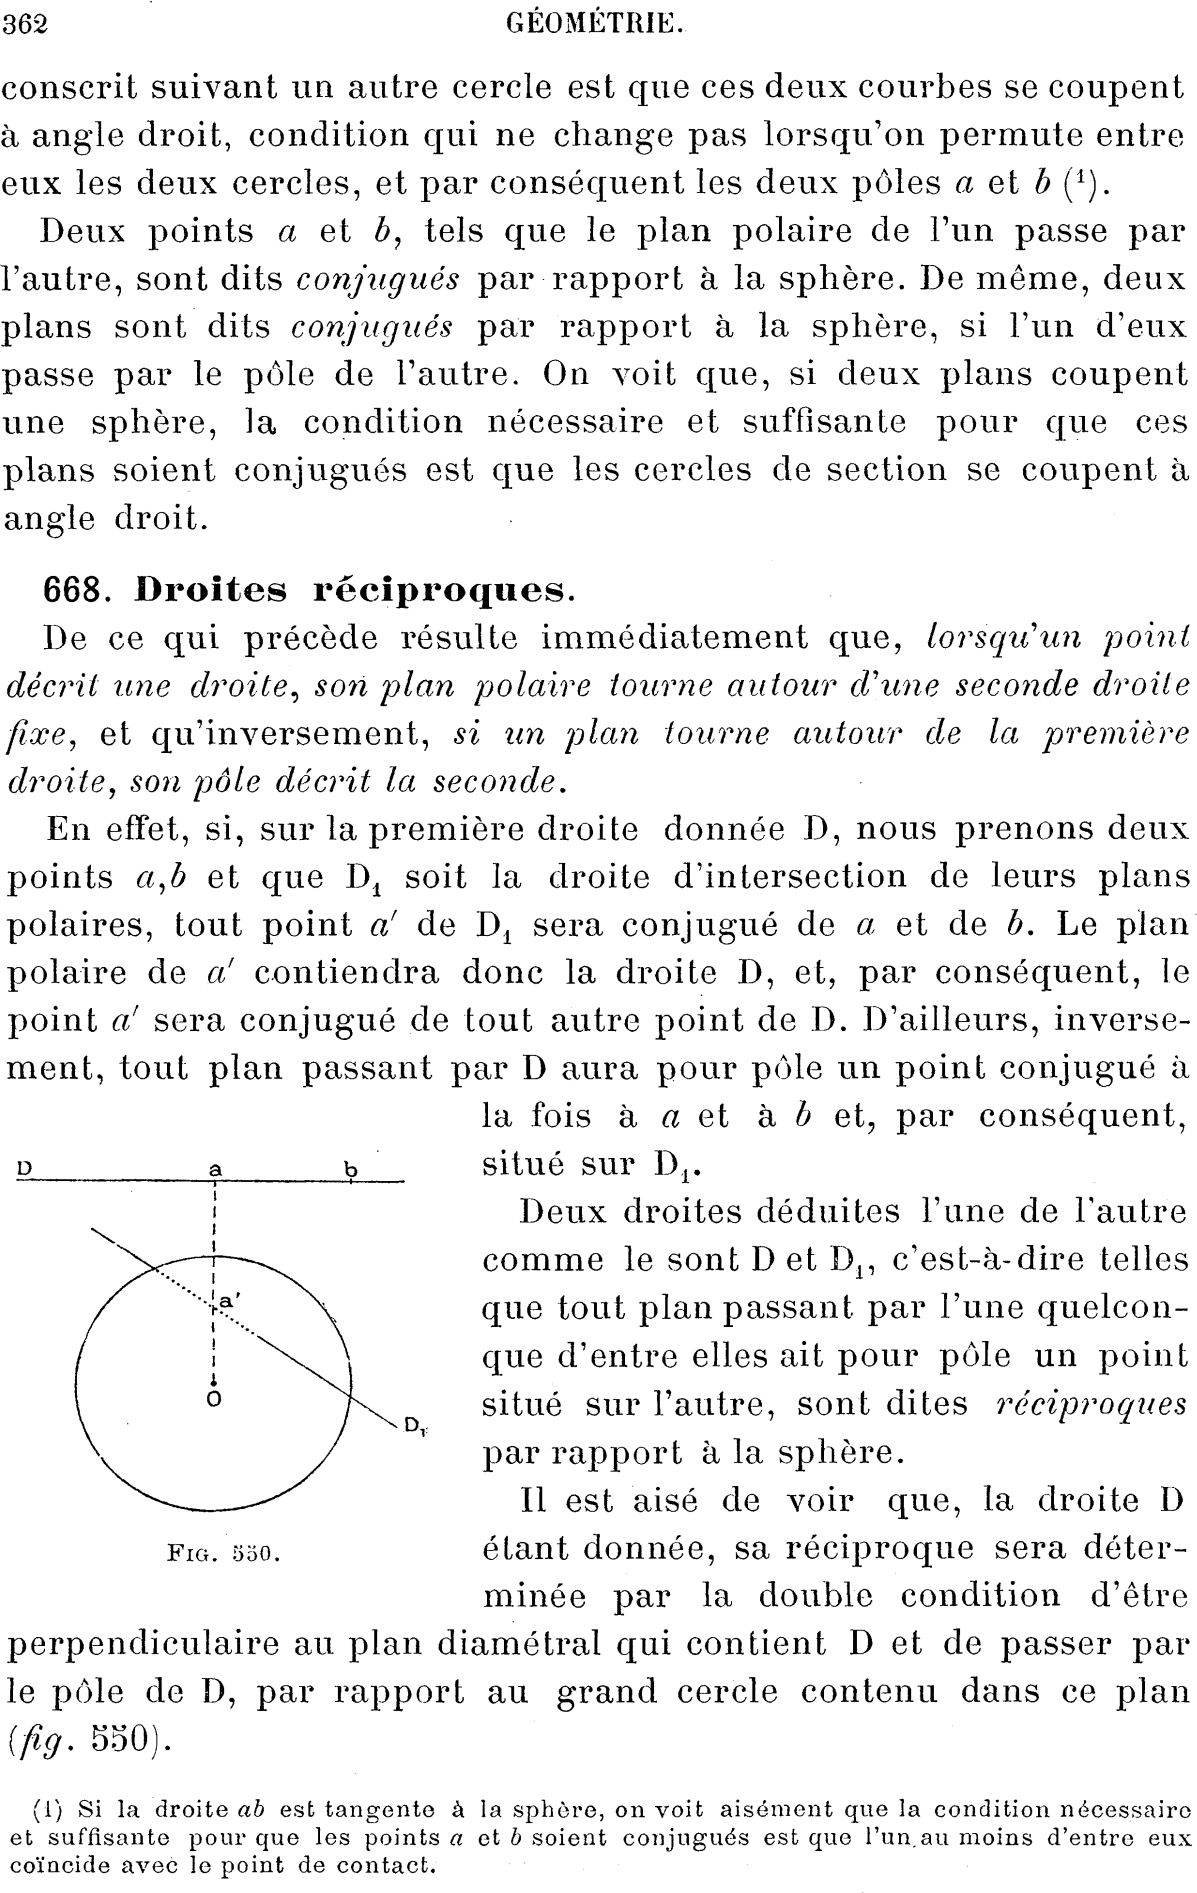 362 GÉOMÉTRIE.
conscrit suivant un autre cercle est que ces deux courbes se coupent
à angle droit, condition qui ne change pas lorsqu'on permute entre
eux les deux cercles, et par conséquent les deux pôles a et b (¹).
Deux points a et b, tels que le plan polaire de l'un passe par
l'autre, sont dits conjugués par rapport à la sphère. De même, deux
plans sont dits conjugués par rapport à la sphère, si l'un d'eux
passe par le pôle de l'autre. On voit que, si deux plans coupent
une sphère, la condition nécessaire et suffisante pour que ces
plans soient conjugués est que les cercles de section se coupent à
angle droit.
668. Droites réciproques.
De ce qui précède résulte immédiatement que, lorsqu'un point
décrit une droite, son plan polaire tourne autour d'une seconde droite
fixe, et qu'inversement, si un plan tourne autour de la première
droite, son pôle décrit la seconde.
En effet, si, sur la première droite donnée D, nous prenons deux
points a,b et que D₁ soit la droite d'intersection de leurs plans
polaires, tout point a' de D₁ sera conjugué de a et de b. Le plan
polaire de a' contiendra donc la droite D, et, par conséquent, le
point a' sera conjugué de tout autre point de D. D'ailleurs, inverse-
ment, tout plan passant par D aura pour pôle un point conjugué à
la fois à a et à b et, par conséquent,
situé sur D₁.
Deux droites déduites l'une de l'autre
comme le sont D et D₁, c'est-à-dire telles
que tout plan passant par l'une quelcon-
que d'entre elles ait pour pôle un point
situé sur l'autre, sont dites réciproques
par rapport à la sphère.
Il est aisé de voir que, la droite D
étant donnée, sa réciproque sera déter-
minée par la double condition d'être
D a b
a'
O
D₁
FIG. 550.
perpendiculaire au plan diamétral qui contient D et de passer par
le pôle de D, par rapport au grand cercle contenu dans ce plan
(fig. 550).
(1) Si la droite ab est tangente à la sphère, on voit aisément que la condition nécessaire
et suffisante pour que les points a et b soient conjugués est que l'un au moins d'entre eux
coïncide avec le point de contact.